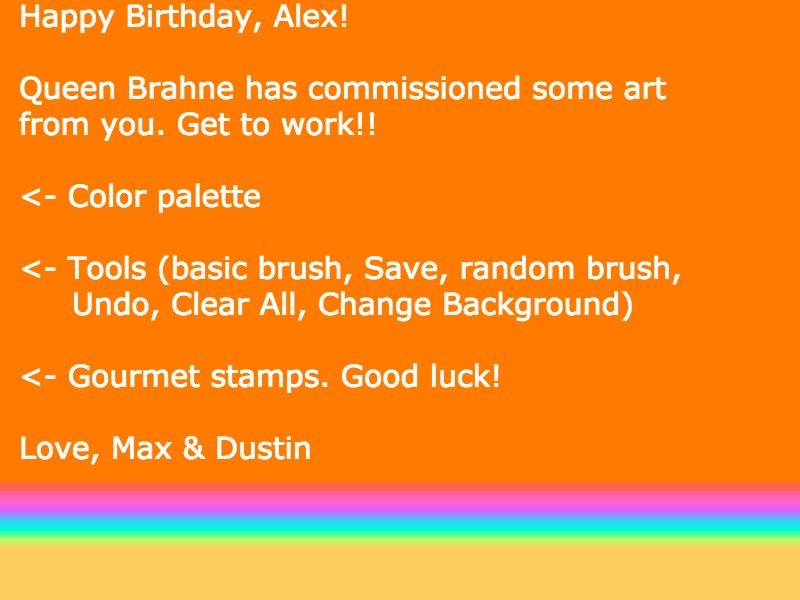 Happy Birthday, Alex!
Queen Brahne has commissioned some art
from you. Get to work!!
<- Color palette
<- Tools (basic brush, Save, random brush,
Undo, Clear All, Change Background)
<- Gourmet stamps. Good luck!
Love, Max & Dustin